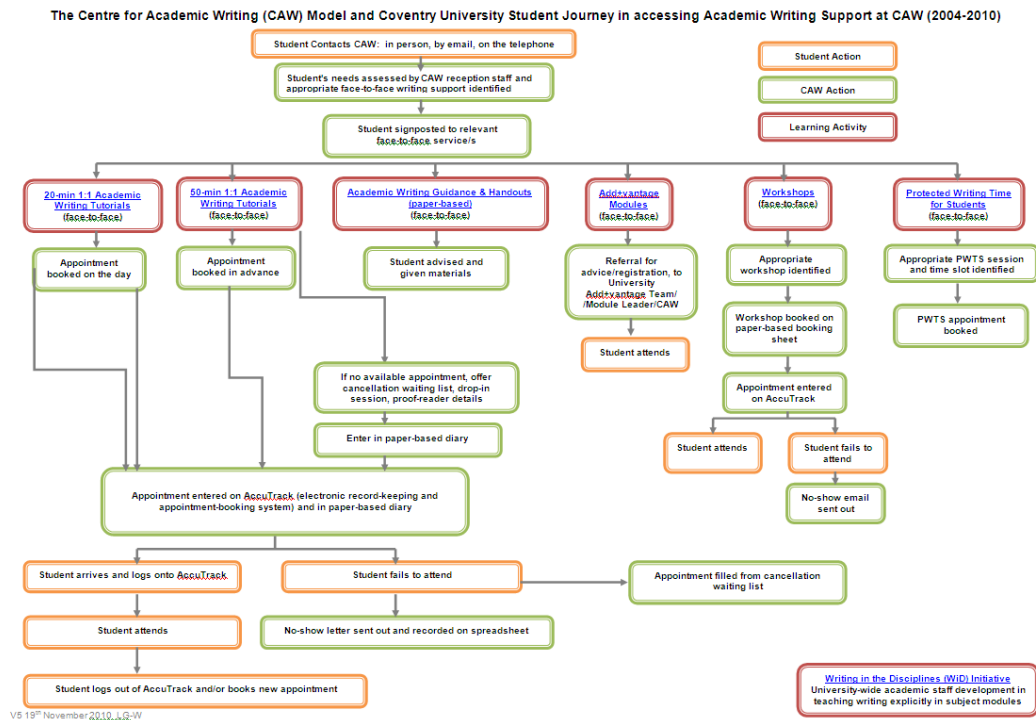 The Centre for Academic Writing (CAW) Model and Coventry University Student Journey in accessing Academic Writing Support at CAW (2004-2010)
Student Contacts CAW: in person, by email, on the telephone
Student's needs assessed by CAW reception staff and
appropriate face-to-face writing support identified
Student signposted to relevant
face-to-face service/s
Student Action
CAW Action
Learning Activity
20-min 1:1 Academic
Writing Tutorials
(face-to-face)
50-min 1:1 Academic
Writing Tutorials
(face-to-face)
Academic Writing Guidance & Handouts
(paper-based)
(face-to-face)
Add+vantage
Modules
(face-to-face)
Workshops
(face-to-face)
Protected Writing Time
for Students
(face-to-face)
Appointment
booked on the day
Appointment
booked in advance
Student advised and
given materials
Referral for
advice/registration, to
University
Add+vantage Team/
/Module Leader/CAW
Student attends
Appropriate
workshop identified
Workshop booked on
paper-based booking
sheet
Appointment entered
on AccuTrack
Student attends
Student fails to
attend
No-show email
sent out
Appropriate PWTS session
and time slot identified
PWTS appointment
booked
If no available appointment, offer
cancellation waiting list, drop-in
session, proof-reader details
Enter in paper-based diary
Appointment entered on AccuTrack (electronic record-keeping and
appointment-booking system) and in paper-based diary
Student arrives and logs onto AccuTrack.
Student fails to attend
Appointment filled from cancellation
waiting list
Student attends
No-show letter sent out and recorded on spreadsheet
Student logs out of AccuTrack and/or books new appointment
Writing in the Disciplines (WiD) Initiative
University-wide academic staff development in
teaching writing explicitly in subject modules
V5 19th November 2010 LG-W